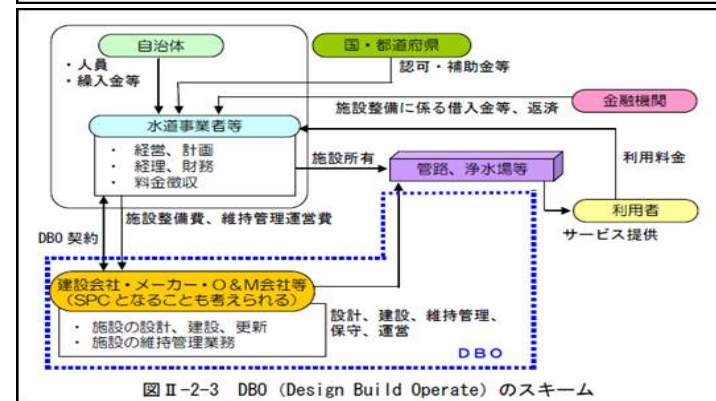 自治体
・人員
・繰入金等
国・都道府県
認可・補助金等
施設整備に係る借入金等、返済
金融機関
水道事業者等
・ 経営、計画
・ 経理、財務
・ 料金徴収
施設所有
管路、浄水場等
利用料金
利用者
サービス提供
施設整備費、維持管理運営費
DBO 契約
建設会社・メーカー・O&M会社等
(SPC となることも考えられる)
・ 施設の設計、建設、更新
・ 施設の維持管理業務
設計、建設、維持管理、
保守、運営
DBO
図Ⅱ-2-3 DBO (Design Build Operate) のスキーム